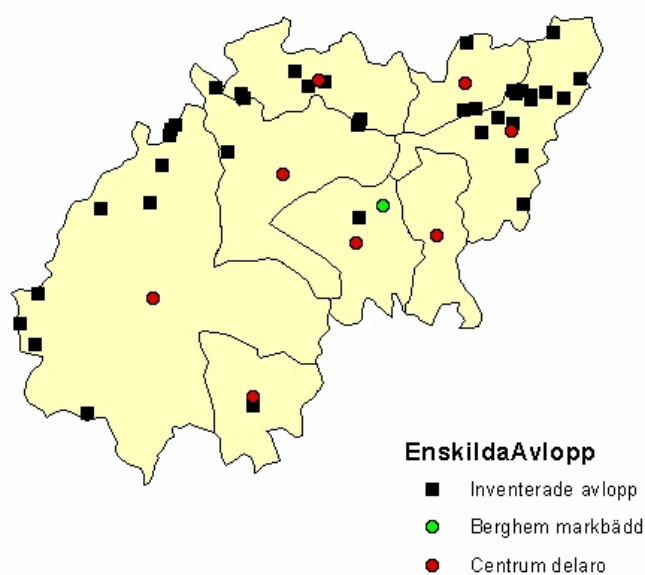 EnskildaAvlopp
Inventerade avlopp
Berghem markbädd
Centrum delaro